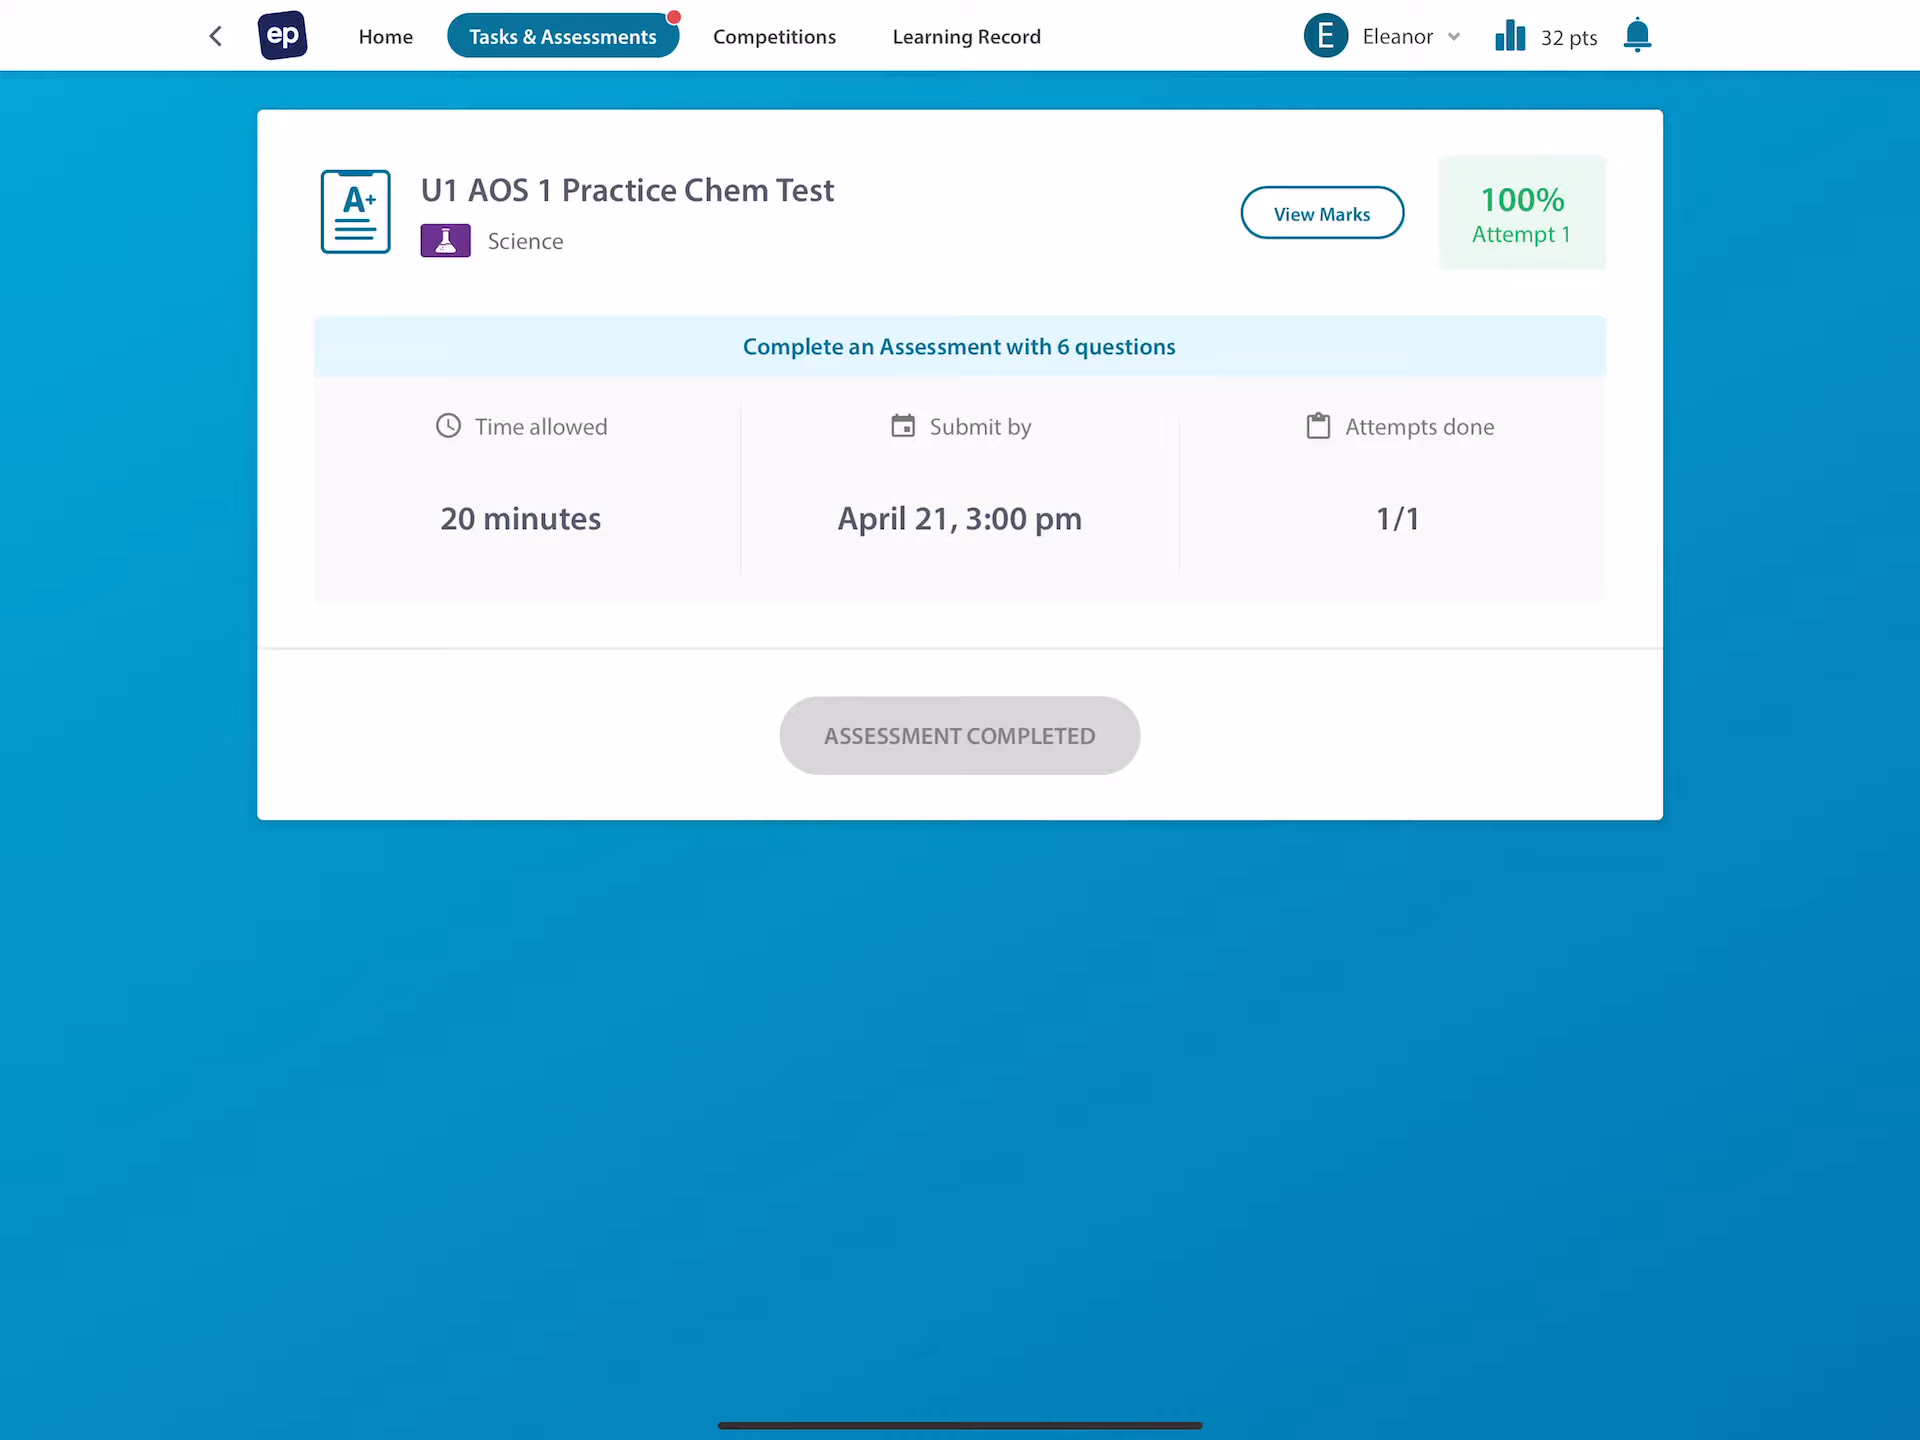 ep
Home
Tasks & Assessments
Competitions
Learning Record
E
Eleanor
32 pts
A+
U1 AOS 1 Practice Chem Test
Science
View Marks
100%
Attempt 1
Complete an Assessment with 6 questions
Time allowed
Submit by
Attempts done
20 minutes
April 21, 3:00 pm
1/1
ASSESSMENT COMPLETED